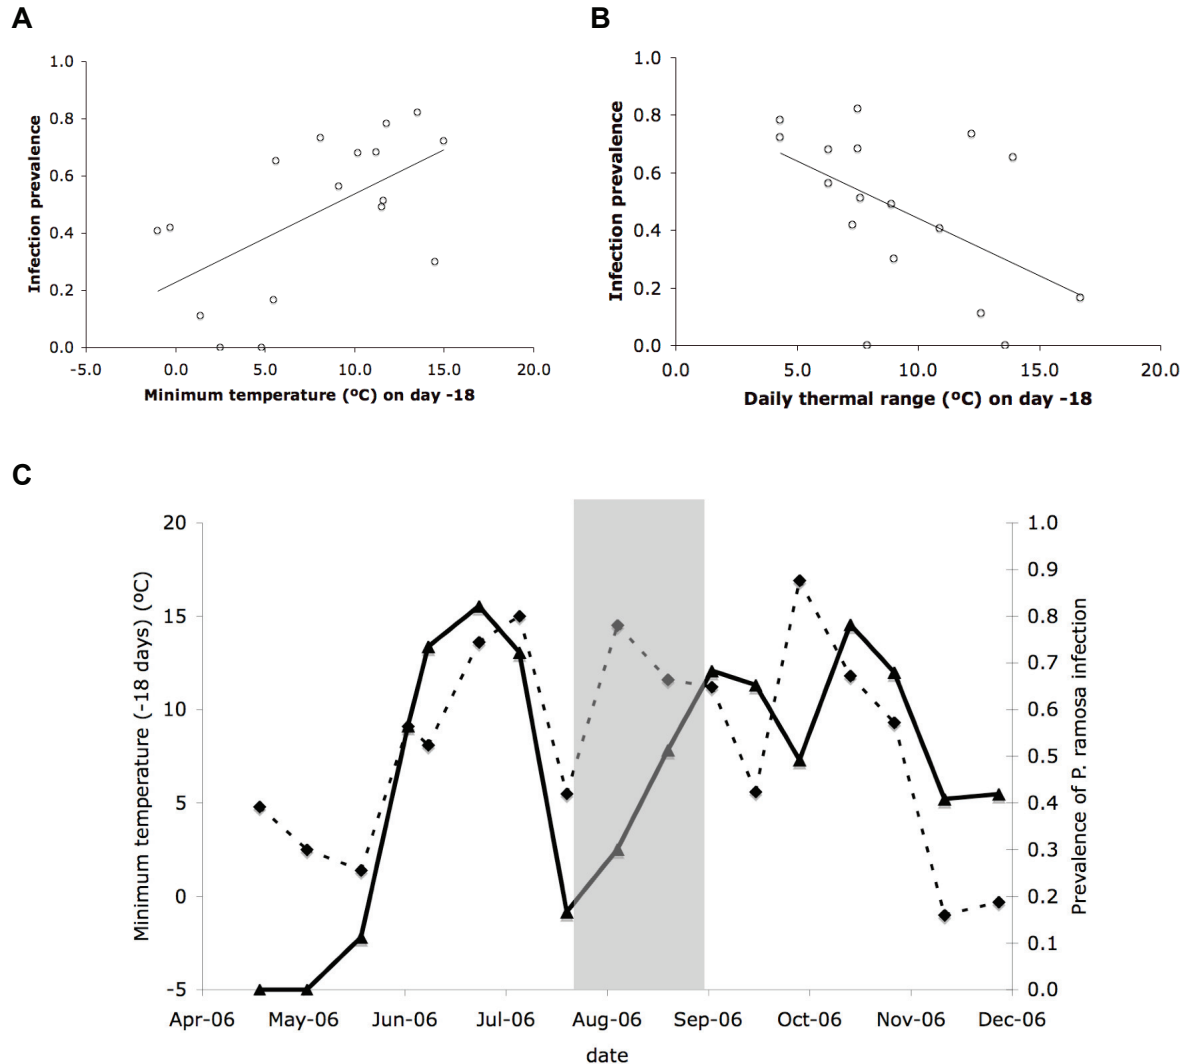 A
B
Infection prevalence
1.0
0.8
0.6
0.4
0.2
0.0
-5.0 0.0 5.0 10.0 15.0 20.0
Minimum temperature (ºC) on day -18
Infection prevalence
1.0
0.8
0.6
0.4
0.2
0.0
0.0 5.0 10.0 15.0 20.0
Daily thermal range (ºC) on day -18
C
Minimum temperature (-18 days) (ºC)
20
15
10
5
0
-5
1.0
0.9
0.8
0.7
0.6
0.5
0.4
0.3
0.2
0.1
0.0
Prevalence of P. ramosa infection
Apr-06 May-06 Jun-06 Jul-06 Aug-06 Sep-06 Oct-06 Nov-06 Dec-06
date